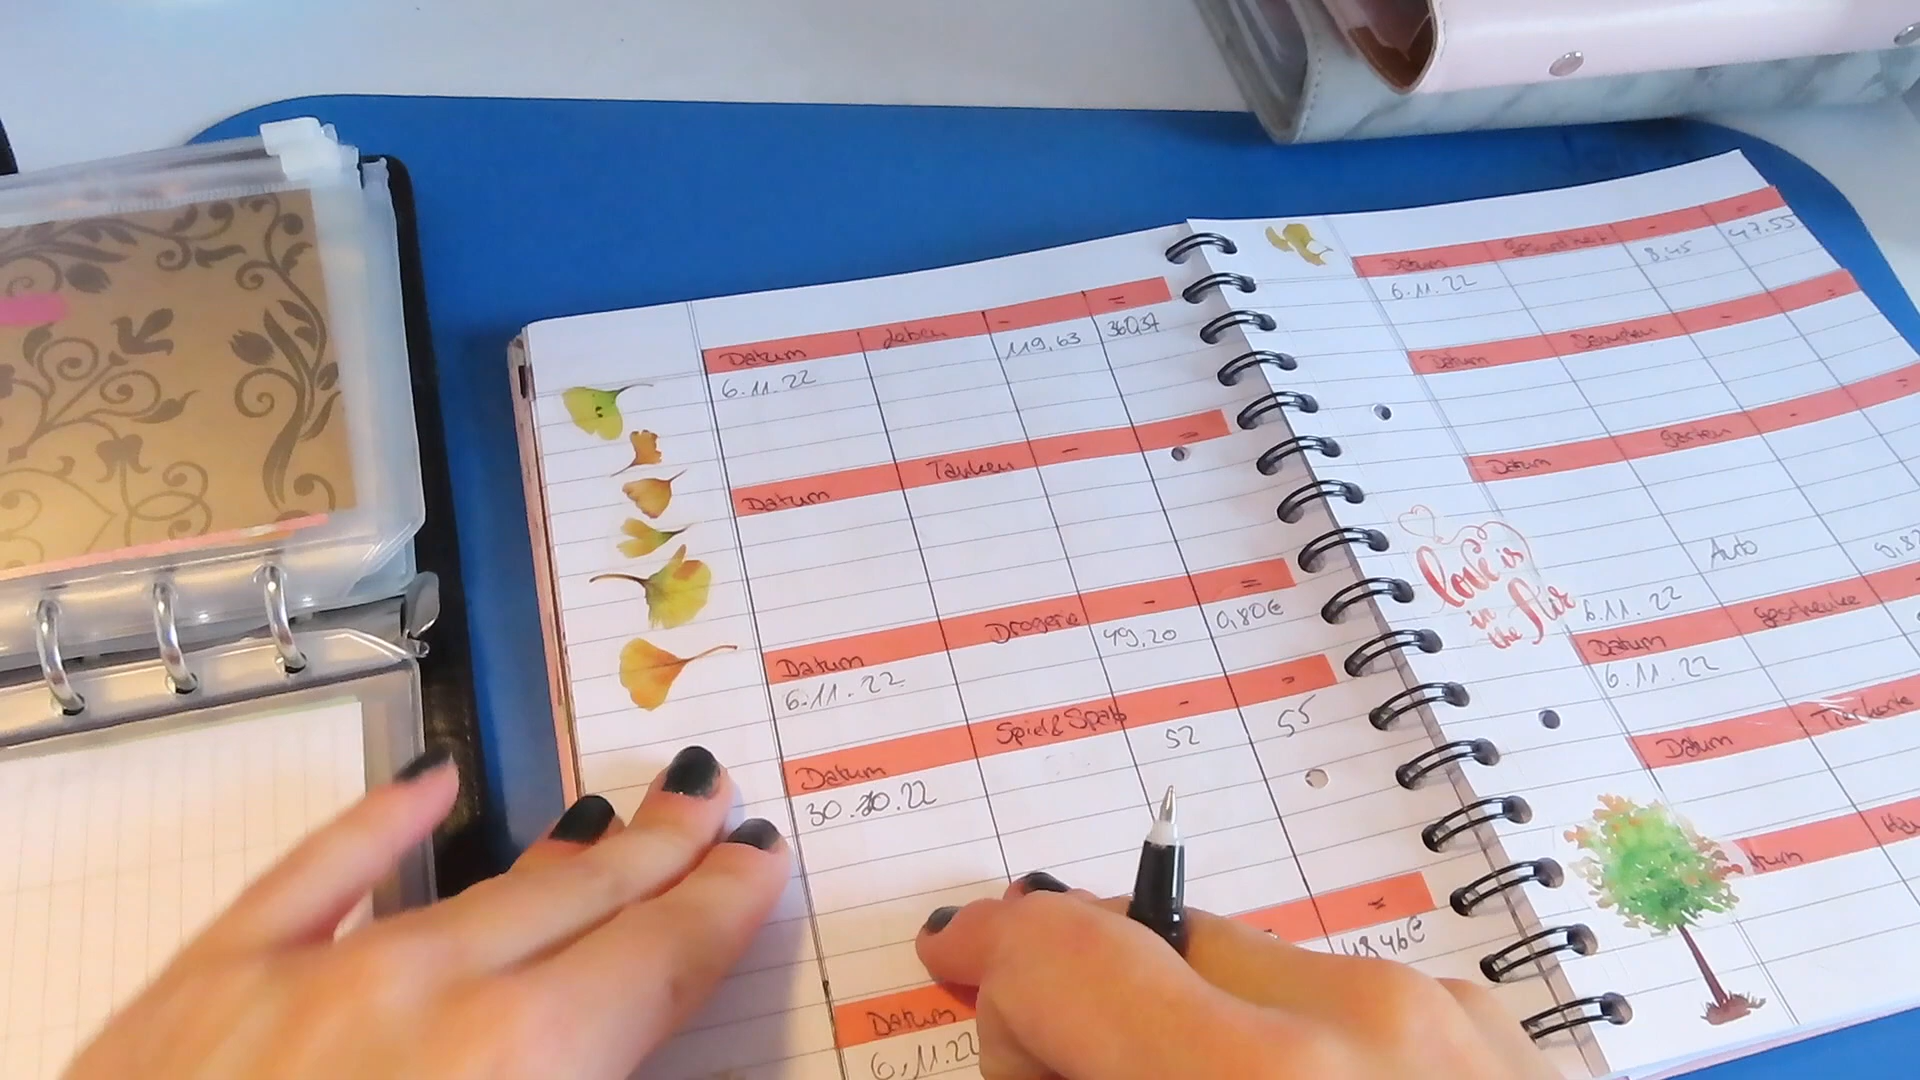 Datum Leben - =
6.11.22 119,63 360,37
Datum Tanken - =
Datum Drogerie - =
6.11.22 49,20 0,80€
Datum Spiel&Spaß - =
30.10.22 52 55
Datum =
6.11.22 48,46€
Datum Gesundheit - =
6.11.22 8,45 47,55
Datum - =
Datum Garten - =
love is
in
the Air
6.11.22 Auto
Datum Geschenke
6.11.22
Datum